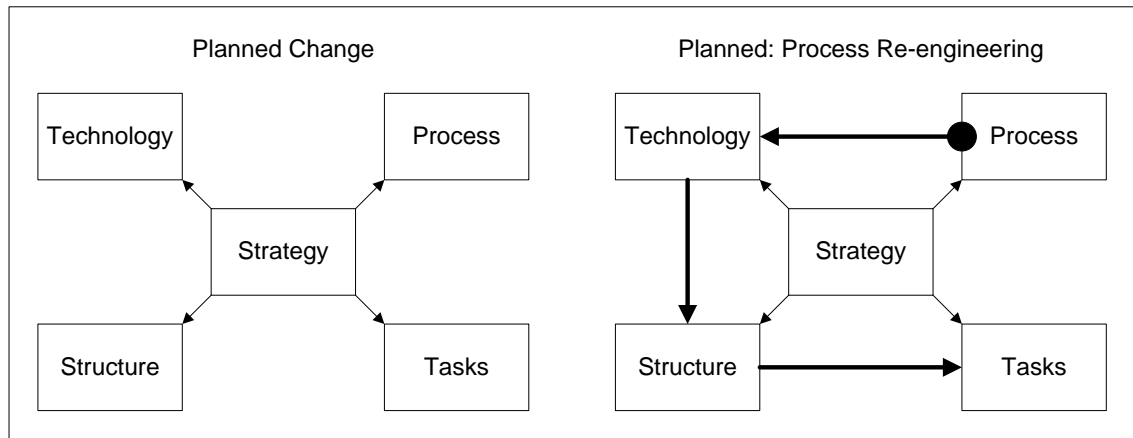 Planned Change
Technology
Process
Strategy
Structure
Tasks
Planned: Process Re-engineering
Technology
Process
Strategy
Structure
Tasks